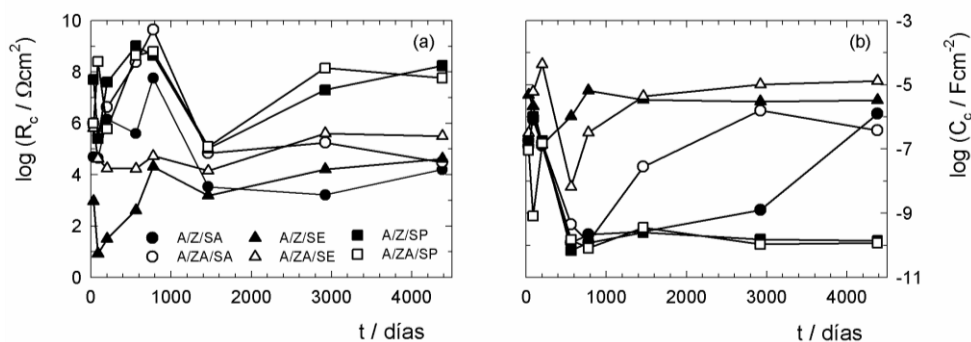 10
8
6
4
2
0
log (R_c / Ωcm²)
(a)
A/Z/SA
A/Z/SE
A/Z/SP
A/ZA/SA
A/ZA/SE
A/ZA/SP
0 1000 2000 3000 4000
t / días
(b)
-3
-5
-7
-9
-11
log (C_c / Fcm⁻²)
0 1000 2000 3000 4000
t / días